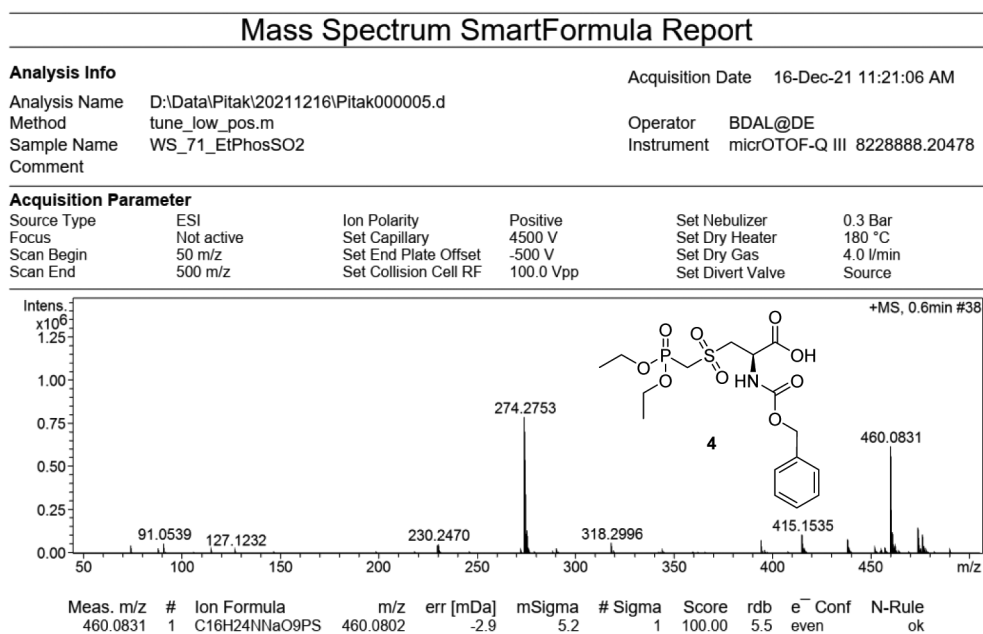 Mass Spectrum SmartFormula Report
Analysis Info
Acquisition Date 16-Dec-21 11:21:06 AM
Analysis Name D:\Data\Pitak\20211216\Pitak000005.d
Method tune_low_pos.m Operator BDAL@DE
Sample Name WS_71_EtPhosSO2 Instrument micrOTOF-Q III 8228888.20478
Comment
Acquisition Parameter
Source Type ESI Ion Polarity Positive Set Nebulizer 0.3 Bar
Focus Not active Set Capillary 4500 V Set Dry Heater 180 °C
Scan Begin 50 m/z Set End Plate Offset -500 V Set Dry Gas 4.0 l/min
Scan End 500 m/z Set Collision Cell RF 100.0 Vpp Set Divert Valve Source
Intens.
x10⁶
+MS, 0.6min #38
1.25
1.00
0.75
0.50
0.25
0.00
O O O
P S OH
O O HN O
O O
4
274.2753
460.0831
91.0539
127.1232
230.2470
318.2996
415.1535
50 100 150 200 250 300 350 400 450 m/z
Meas. m/z # Ion Formula m/z err [mDa] mSigma # Sigma Score rdb e¯ Conf N-Rule
460.0831 1 C16H24NNaO9PS 460.0802 -2.9 5.2 1 100.00 5.5 even ok